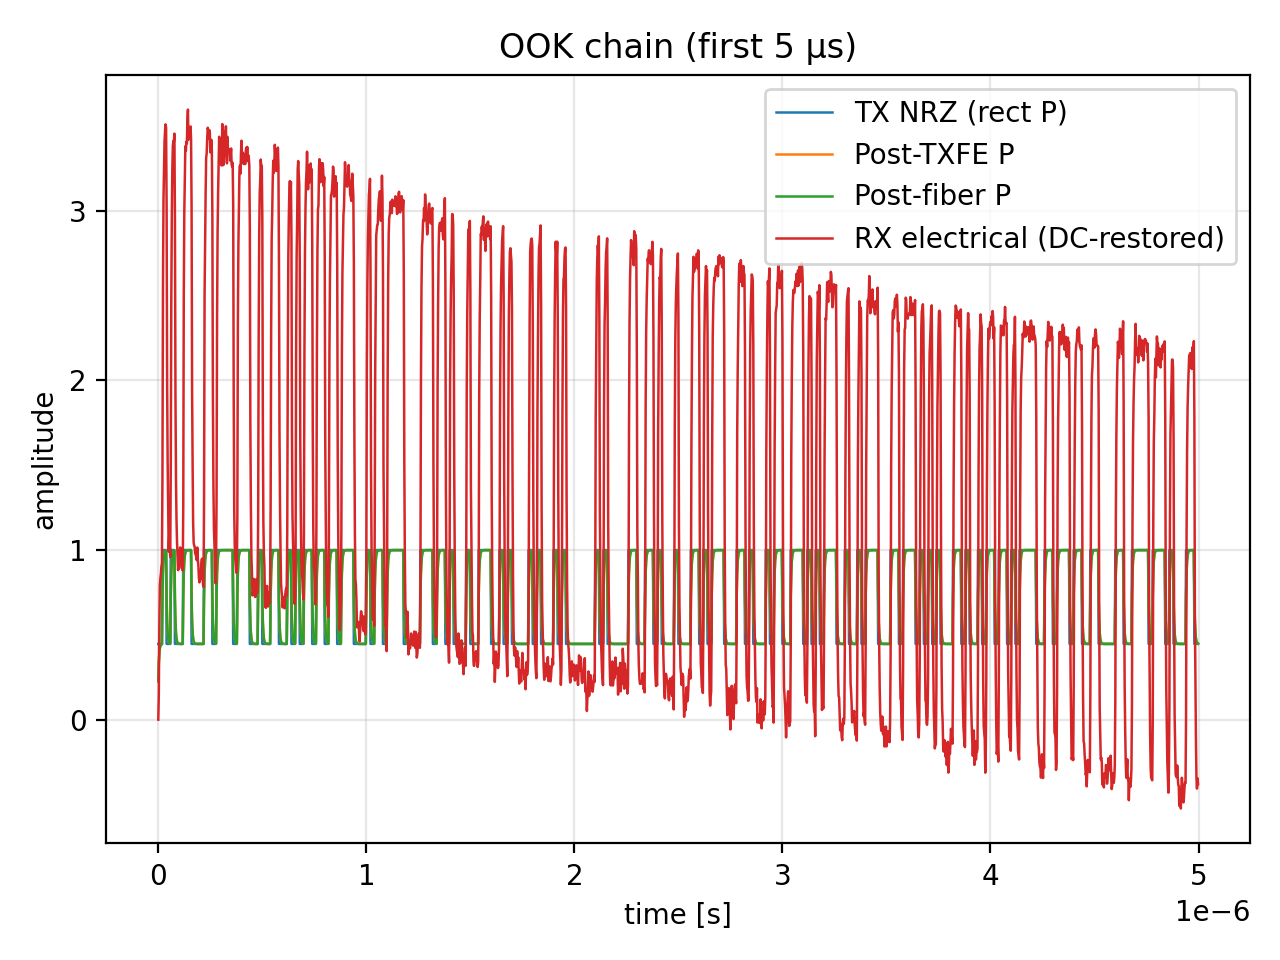 OOK chain (first 5 µs)
TX NRZ (rect P)
Post-TXFE P
Post-fiber P
RX electrical (DC-restored)
amplitude
3
2
1
0
0 1 2 3 4 5
time [s]
1e−6